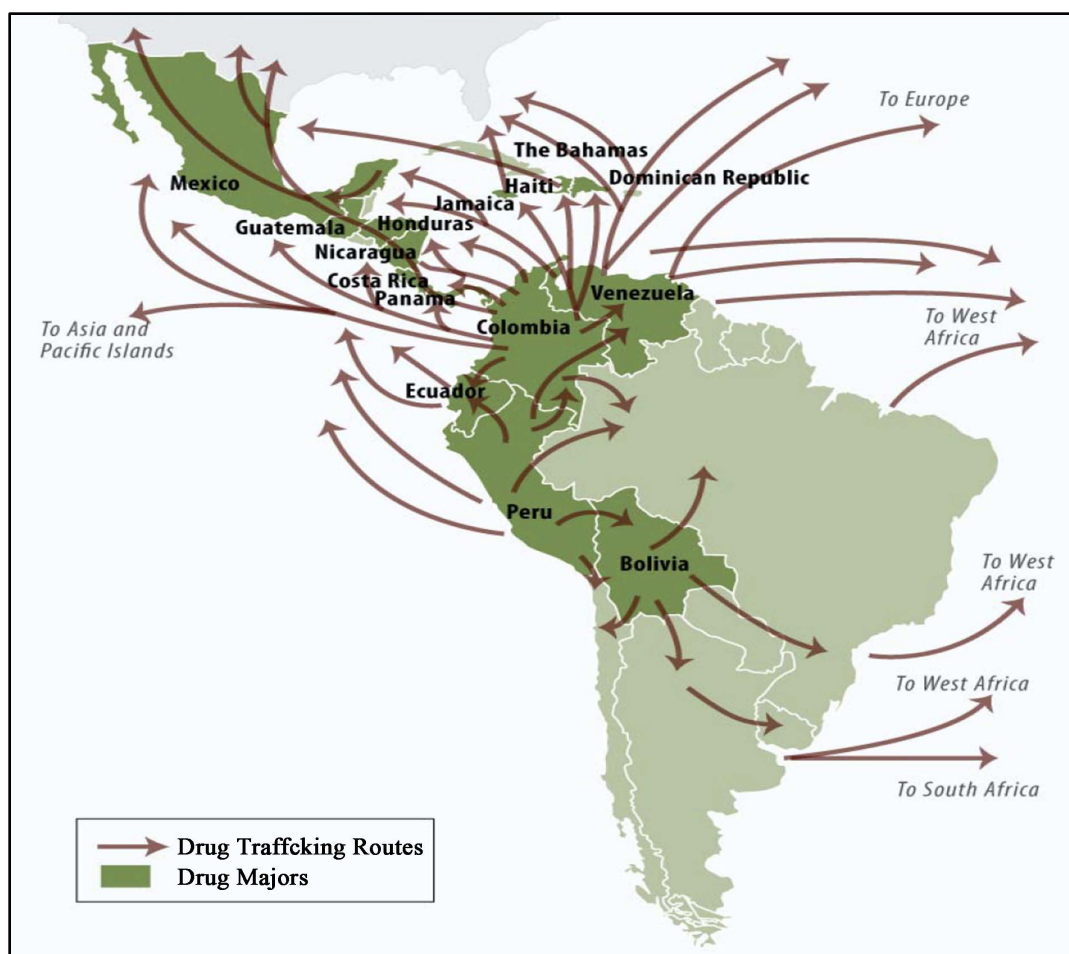 To Europe
The Bahamas
Dominican Republic
Mexico
Haiti
Jamaica
Guatemala
Honduras
Nicaragua
Costa Rica
Panama
Venezuela
Colombia
To Asia and
Pacific Islands
To West
Africa
Ecuador
Peru
Bolivia
To West
Africa
To West Africa
To South Africa
Drug Traffcking Routes
Drug Majors